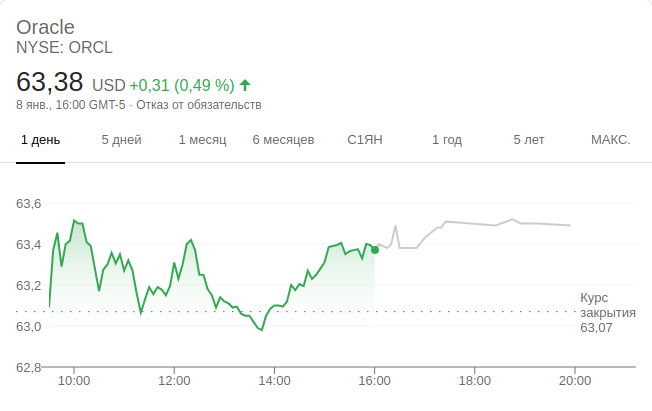 Oracle
NYSE: ORCL
63,38 USD +0,31 (0,49 %)
8 янв., 16:00 GMT-5 · Отказ от обязательств
1 день 5 дней 1 месяц 6 месяцев С1ЯН 1 год 5 лет МАКС.
63,6
63,4
63,2
63,0
62,8
Курс
закрытия
63,07
10:00 12:00 14:00 16:00 18:00 20:00